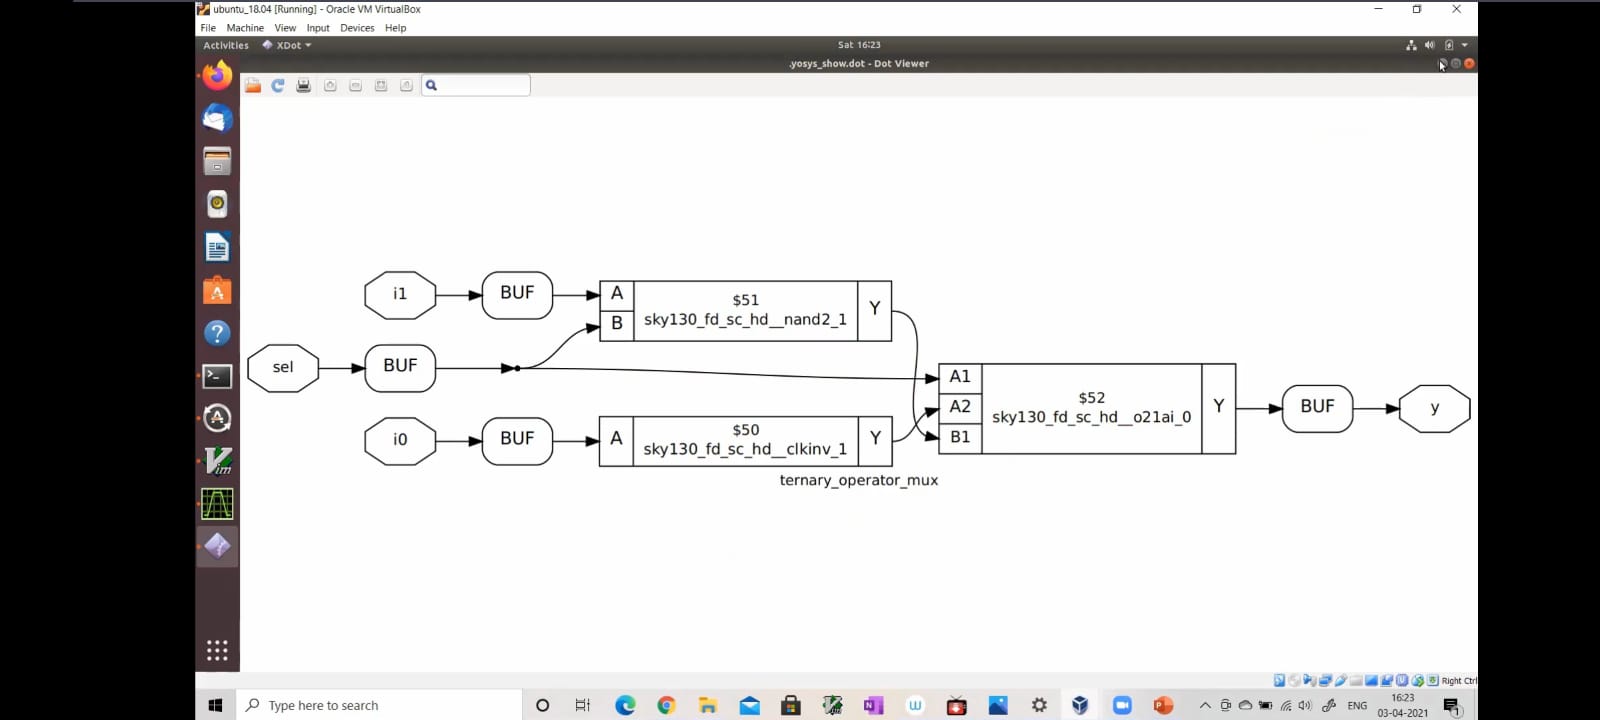 ubuntu_18.04 [Running] - Oracle VM VirtualBox
File Machine View Input Devices Help
Activities XDot Sat 16:23
.yosys_show.dot - Dot Viewer
i1 BUF A B $51 Y
sky130_fd_sc_hd__nand2_1
sel BUF
i0 BUF A $50 Y
sky130_fd_sc_hd__clkinv_1
A1 A2 B1 $52 Y BUF y
sky130_fd_sc_hd__o21ai_0
ternary_operator_mux
Right Ctrl
Type here to search
ENG
16:23
03-04-2021